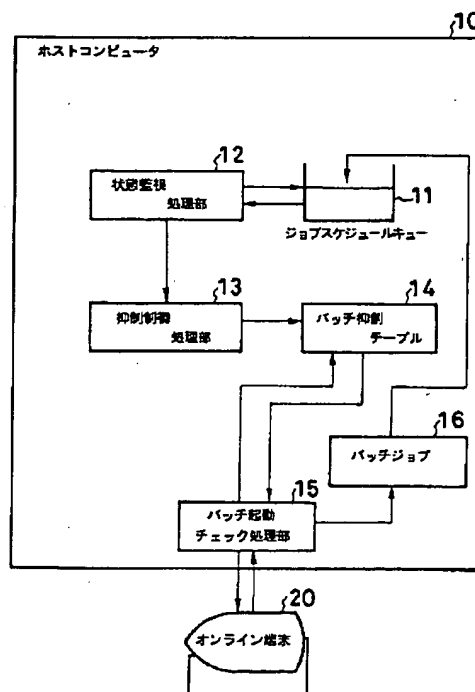 10
ホストコンピュータ
12
状態監視
処理部
11
ジョブスケジュールキュー
13
抑制制御
処理部
14
バッチ抑制
テーブル
16
バッチジョブ
15
バッチ起動
チェック処理部
20
オンライン端末